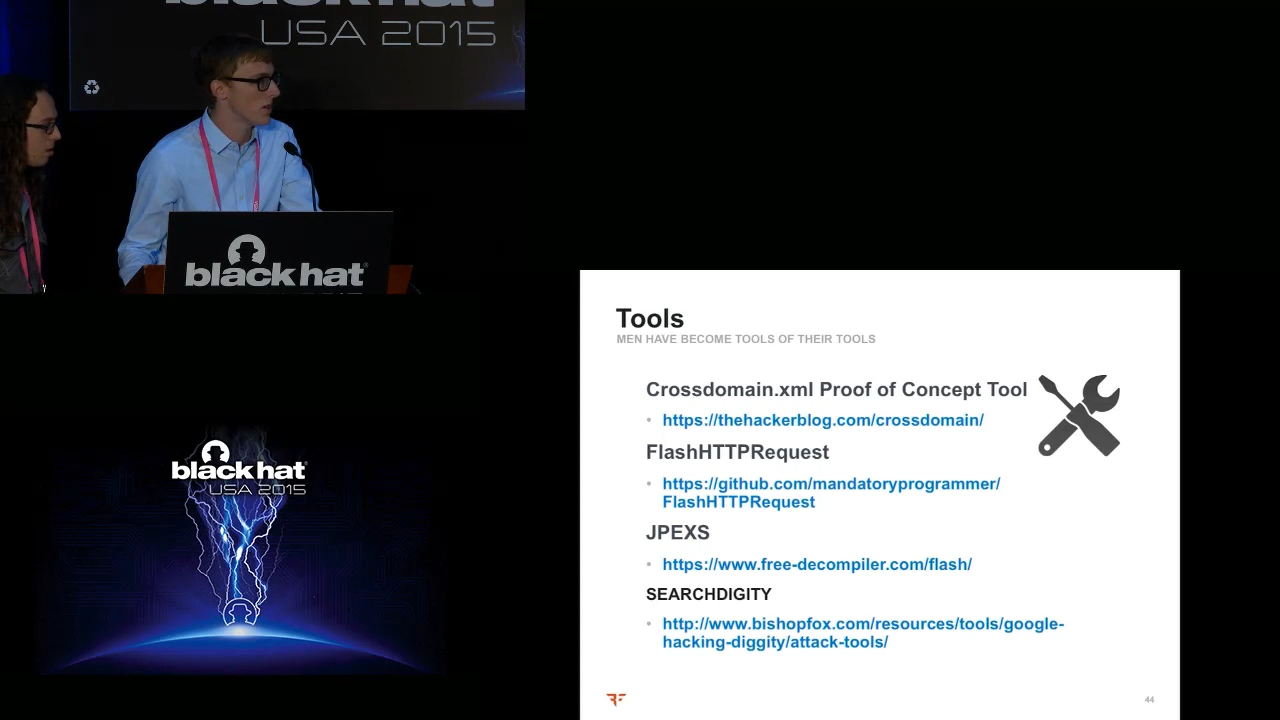 black hat
USA 2015
black hat
Tools
MEN HAVE BECOME TOOLS OF THEIR TOOLS
Crossdomain.xml Proof of Concept Tool
• https://thehackerblog.com/crossdomain/
FlashHTTPRequest
• https://github.com/mandatoryprogrammer/
FlashHTTPRequest
JPEXS
• https://www.free-decompiler.com/flash/
SEARCHDIGITY
• http://www.bishopfox.com/resources/tools/google-
hacking-diggity/attack-tools/
44
black hat
USA 2015